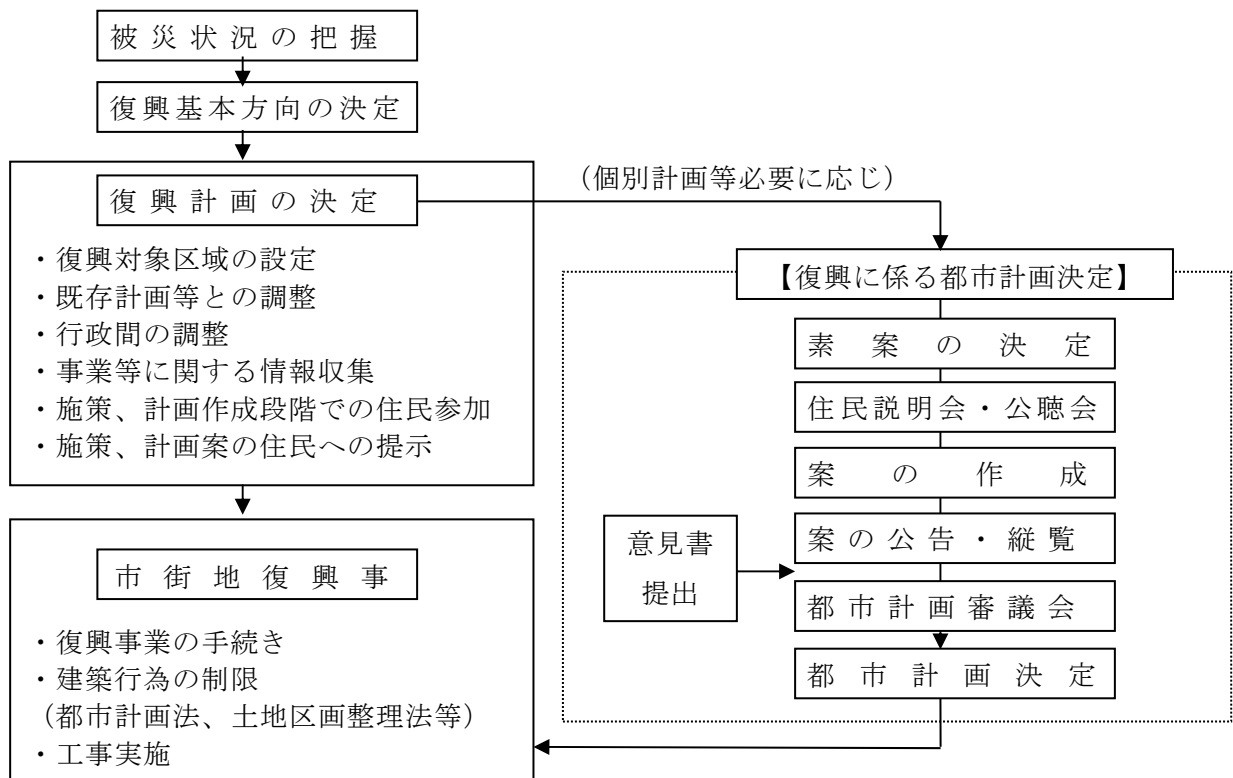 被災状況の把握
復興基本方向の決定
復興計画の決定
・復興対象区域の設定
・既存計画等との調整
・行政間の調整
・事業等に関する情報収集
・施策、計画作成段階での住民参加
・施策、計画案の住民への提示
市街地復興事
・復興事業の手続き
・建築行為の制限
（都市計画法、土地区画整理法等）
・工事実施
（個別計画等必要に応じ）
【復興に係る都市計画決定】
素案の決定
住民説明会・公聴会
案の作成
案の公告・縦覧
意見書
提出
都市計画審議会
都市計画決定